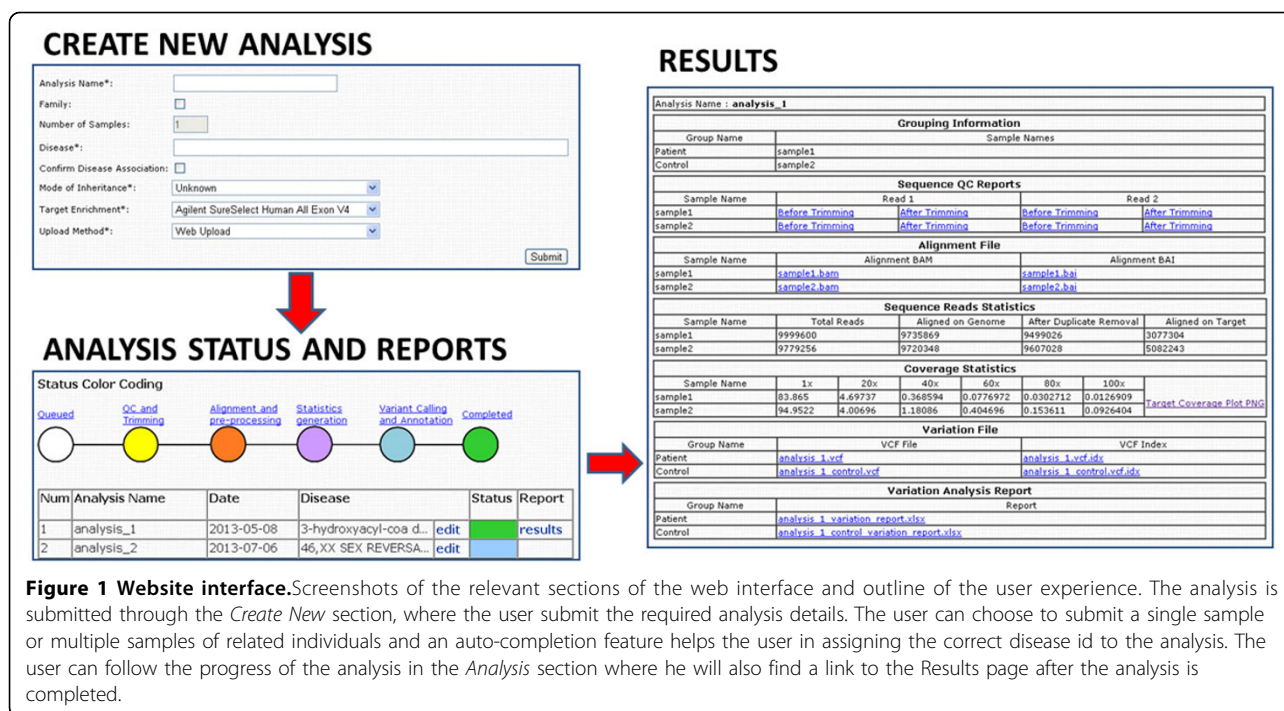 CREATE NEW ANALYSIS
Analysis Name*:
Family:
Number of Samples: 1
Disease*:
Confirm Disease Association:
Mode of Inheritance*: Unknown
Target Enrichment*: Agilent SureSelect Human All Exon V4
Upload Method*: Web Upload
Submit
ANALYSIS STATUS AND REPORTS
Status Color Coding
Queued QC and Trimming Alignment and pre-processing Statistics generation Variant Calling and Annotation Completed
Num Analysis Name Date Disease Status Report
1 analysis_1 2013-05-08 3-hydroxyacyl-coa d... edit results
2 analysis_2 2013-07-06 46,XX SEX REVERSA... edit
RESULTS
Analysis Name : analysis_1
Grouping Information
Group Name Sample Names
Patient sample1
Control sample2
Sequence QC Reports
Sample Name Read 1 Read 2
sample1 Before Trimming After Trimming Before Trimming After Trimming
sample2 Before Trimming After Trimming Before Trimming After Trimming
Alignment File
Sample Name Alignment BAM Alignment BAI
sample1 sample1.bam sample1.bai
sample2 sample2.bam sample2.bai
Sequence Reads Statistics
Sample Name Total Reads Aligned on Genome After Duplicate Removal Aligned on Target
sample1 9999600 9735869 9499026 3077304
sample2 9779256 9720348 9607028 5082243
Coverage Statistics
Sample Name 1x 20x 40x 60x 80x 100x
sample1 83.865 4.69737 0.368594 0.0776972 0.0302712 0.0126909
Target Coverage Plot PNG
sample2 94.9522 4.00696 1.18086 0.404696 0.153611 0.0926404
Variation File
Group Name VCF File VCF Index
Patient analysis_1.vcf analysis_1.vcf.idx
Control analysis_1_control.vcf analysis_1_control.vcf.idx
Variation Analysis Report
Group Name Report
Patient analysis_1_variation_report.xlsx
Control analysis_1_control_variation_report.xlsx
Figure 1 Website interface.Screenshots of the relevant sections of the web interface and outline of the user experience. The analysis is
submitted through the Create New section, where the user submit the required analysis details. The user can choose to submit a single sample
or multiple samples of related individuals and an auto-completion feature helps the user in assigning the correct disease id to the analysis. The
user can follow the progress of the analysis in the Analysis section where he will also find a link to the Results page after the analysis is
completed.